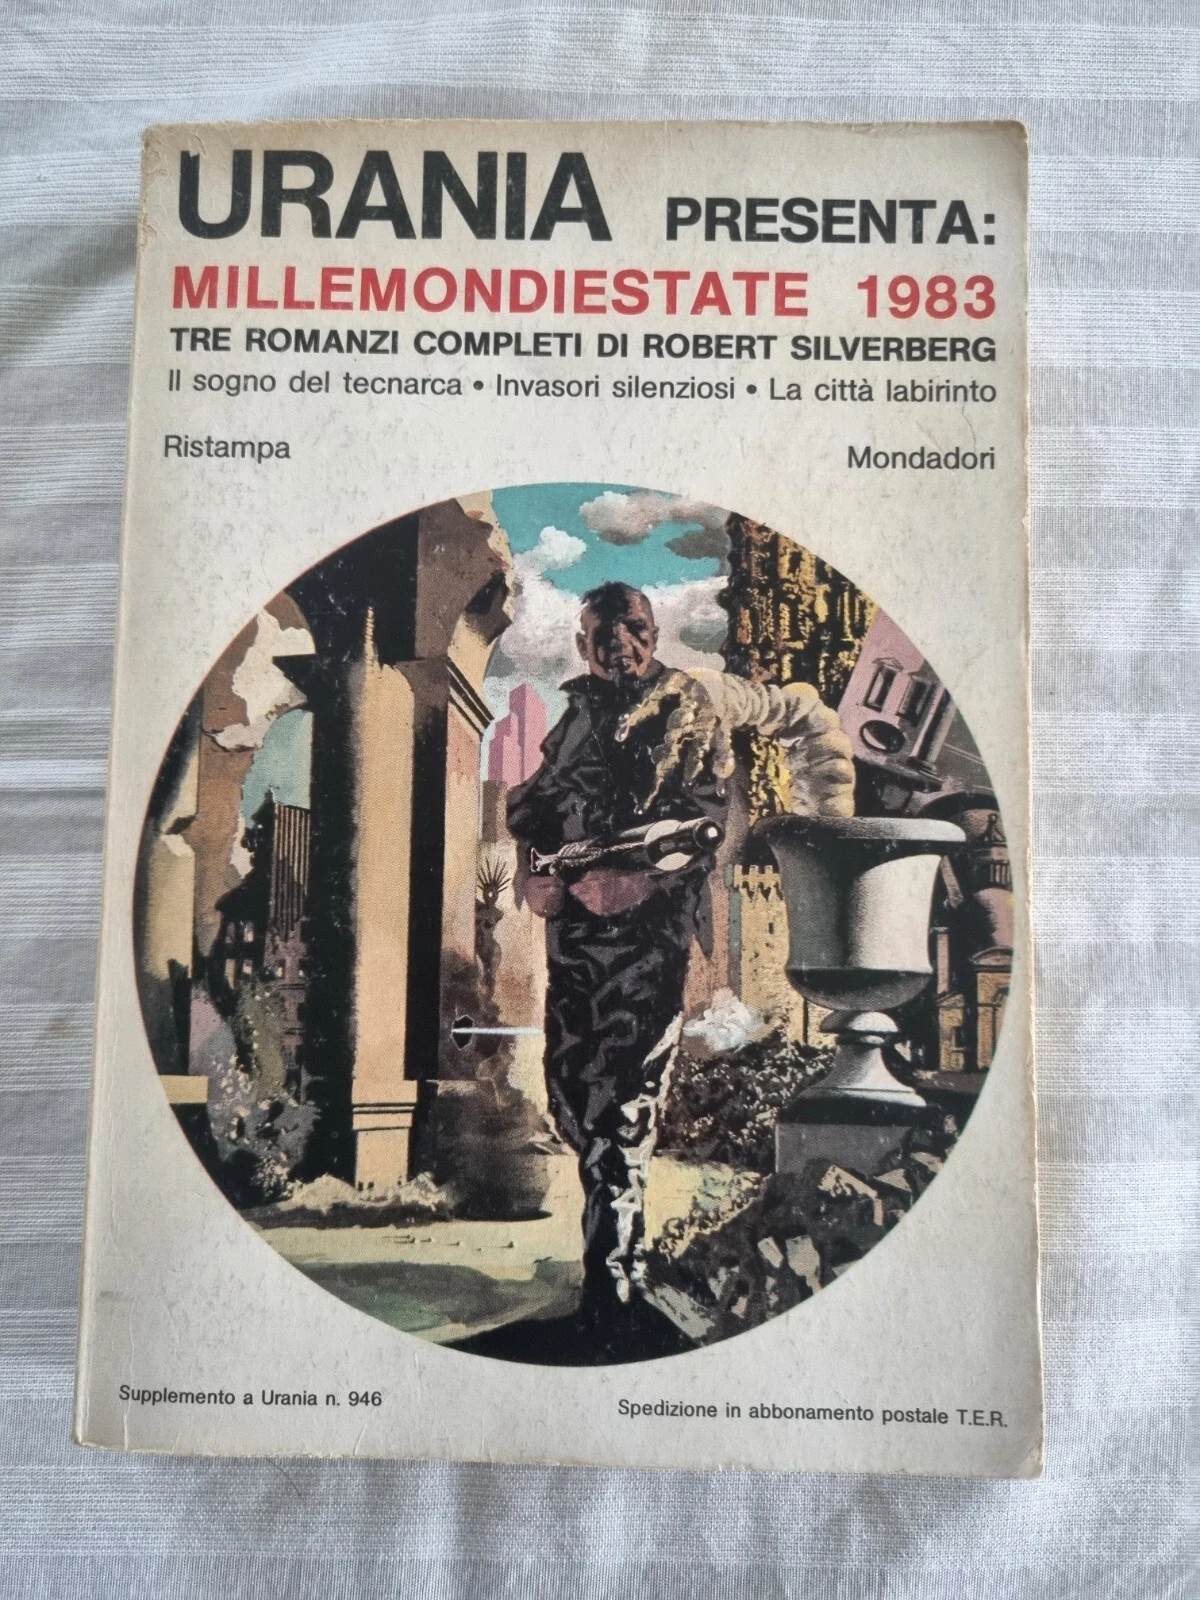 URANIA PRESENTA:
MILLEMONDIESTATE 1983
TRE ROMANZI COMPLETI DI ROBERT SILVERBERG
Il sogno del tecnarca • Invasori silenziosi • La città labirinto
Ristampa
Mondadori
Supplemento a Urania n. 946
Spedizione in abbonamento postale T.E.R.